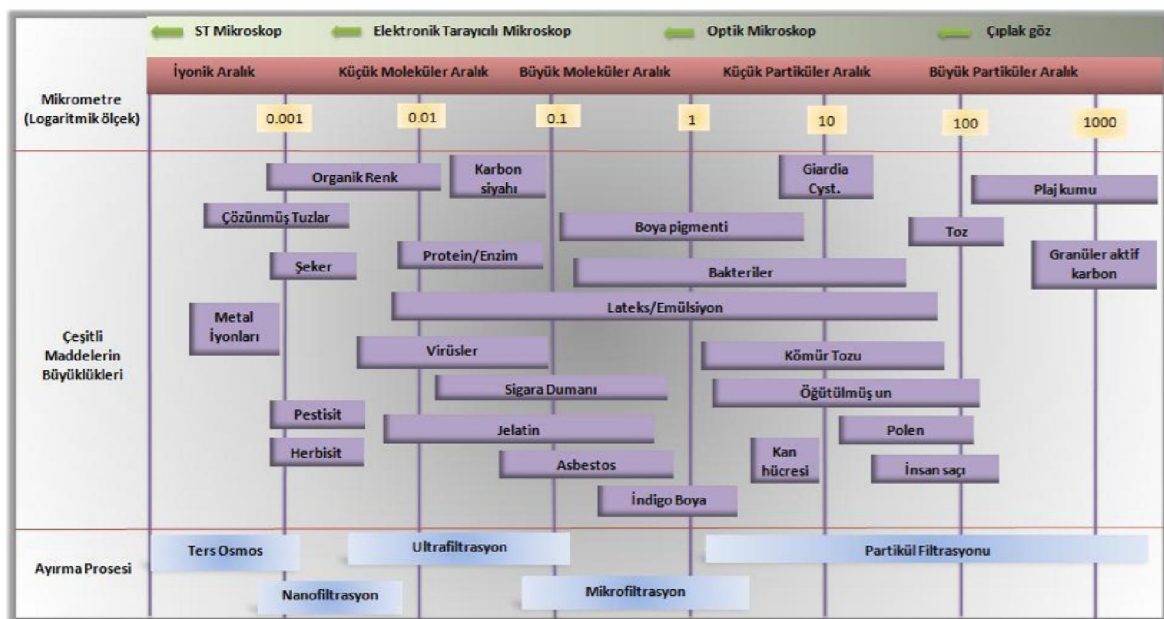 ST Mikroskop
Elektronik Tarayıcılı Mikroskop
Optik Mikroskop
Çıplak göz
İyonik Aralık
Küçük Moleküler Aralık
Büyük Moleküler Aralık
Küçük Partiküler Aralık
Büyük Partiküler Aralık
Mikrometre
(Logaritmik ölçek)
0.001
0.01
0.1
1
10
100
1000
Çeşitli
Maddelerin
Büyüklükleri
Organik Renk
Karbon
siyahı
Giardia
Cyst.
Plaj kumu
Çözünmüş Tuzlar
Boya pigmenti
Toz
Şeker
Protein/Enzim
Bakteriler
Granüler aktif
karbon
Metal
İyonları
Lateks/Emülsiyon
Virüsler
Kömür Tozu
Sigara Dumanı
Öğütülmüş un
Pestisit
Jelatin
Polen
Herbisit
Asbestos
Kan
hücresi
İnsan saçı
İndigo Boya
Ayırma Prosesi
Ters Osmos
Ultrafiltrasyon
Partikül Filtrasyonu
Nanofiltrasyon
Mikrofiltrasyon